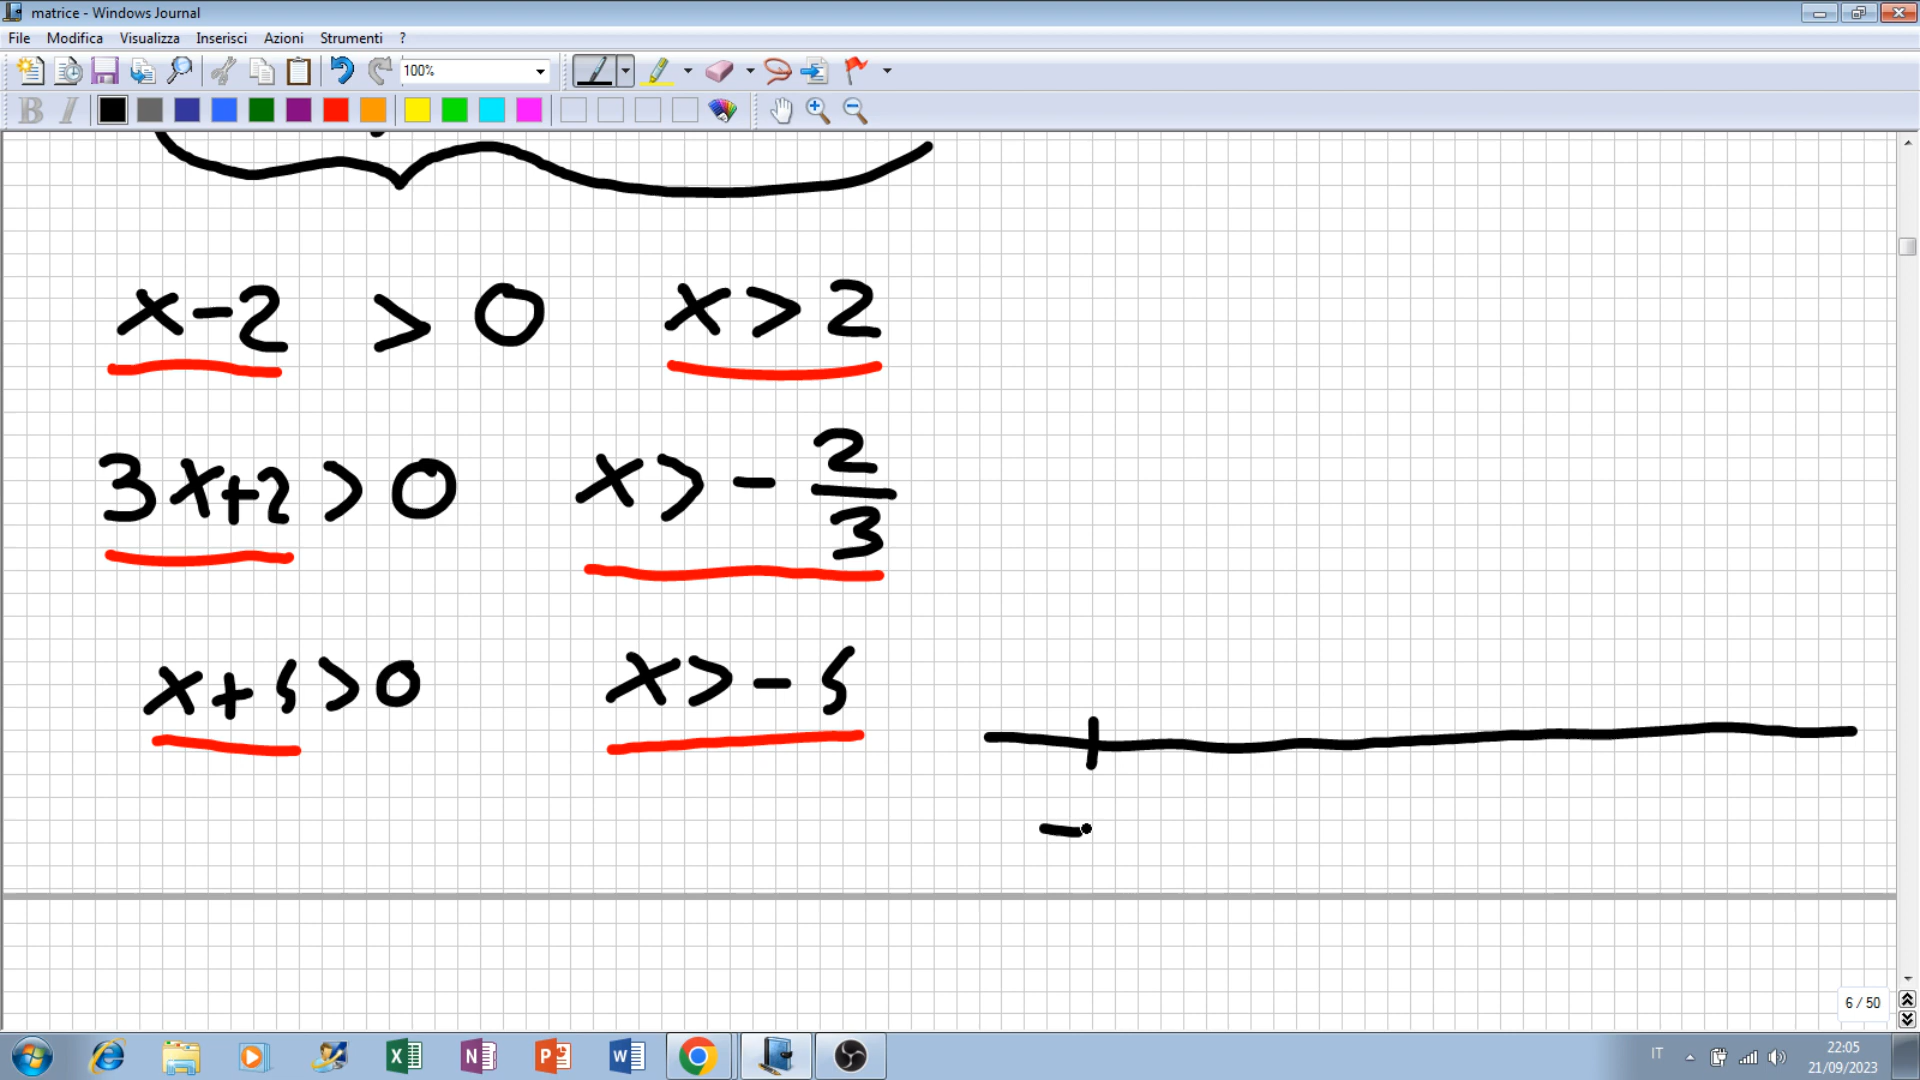 matrice - Windows Journal
File Modifica Visualizza Inserisci Azioni Strumenti ?
100%
B I
x-2 > 0 x>2
3x+2>0 x>-2/3
x+5>0 x>-5
-
6 / 50
IT 22:05
21/09/2023